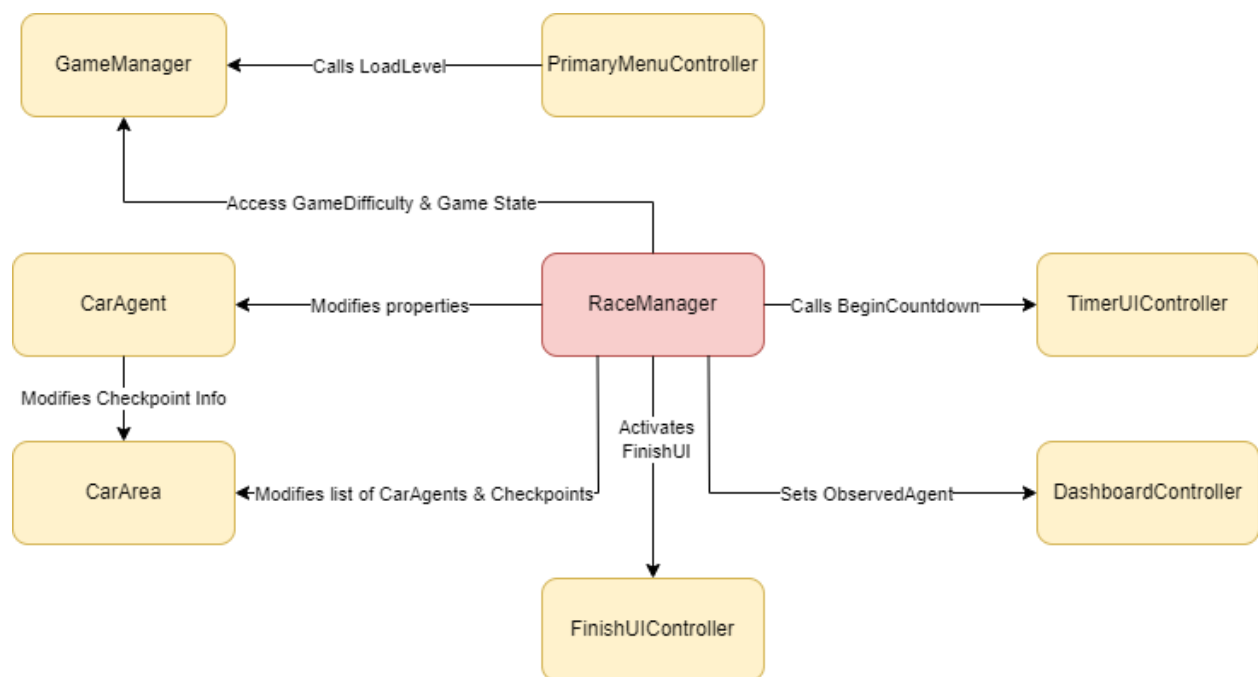 GameManager
Calls LoadLevel
PrimaryMenuController
Access GameDifficulty & Game State
CarAgent
Modifies properties
RaceManager
Calls BeginCountdown
TimerUIController
Modifies Checkpoint Info
Activates
FinishUI
CarArea
Modifies list of CarAgents & Checkpoints
Sets ObservedAgent
DashboardController
FinishUIController